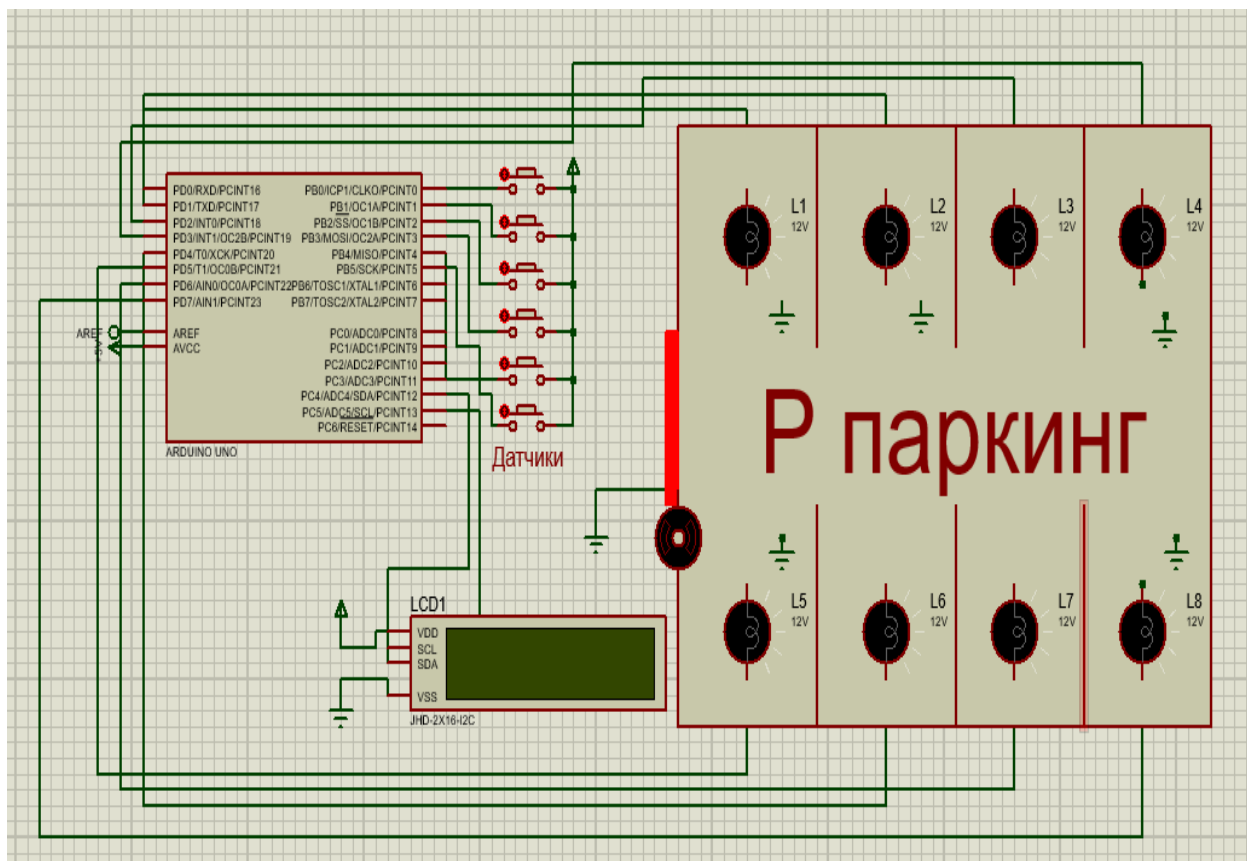 PD0/RXD/PCINT16
PD1/TXD/PCINT17
PD2/INT0/PCINT18
PD3/INT1/OC2B/PCINT19
PD4/T0/XCK/PCINT20
PD5/T1/OC0B/PCINT21
PD6/AIN0/OC0A/PCINT22
PD7/AIN1/PCINT23
AREF
AREF
AVCC
PB0/ICP1/CLKO/PCINT0
PB1/OC1A/PCINT1
PB2/SS/OC1B/PCINT2
PB3/MOSI/OC2A/PCINT3
PB4/MISO/PCINT4
PB5/SCK/PCINT5
PB6/TOSC1/XTAL1/PCINT6
PB7/TOSC2/XTAL2/PCINT7
PC0/ADC0/PCINT8
PC1/ADC1/PCINT9
PC2/ADC2/PCINT10
PC3/ADC3/PCINT11
PC4/ADC4/SDA/PCINT12
PC5/ADC5/SCL/PCINT13
PC6/RESET/PCINT14
ARDUINO UNO
Датчики
L1
12V
L2
12V
L3
12V
L4
12V
P паркинг
L5
12V
L6
12V
L7
12V
L8
12V
LCD1
VDD
SCL
SDA
VSS
JHD-2X16-I2C